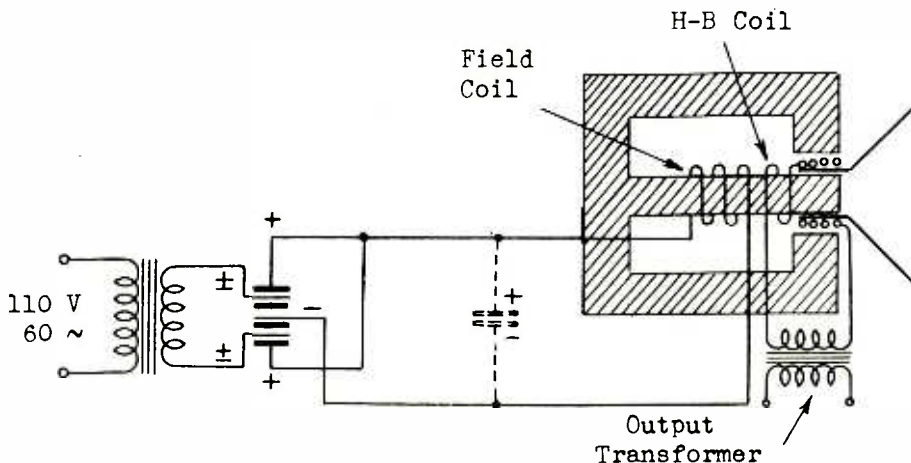 H-B Coil
Field
Coil
+
±
110 V
-
60 ~
+
-
±
+
Output
Transformer